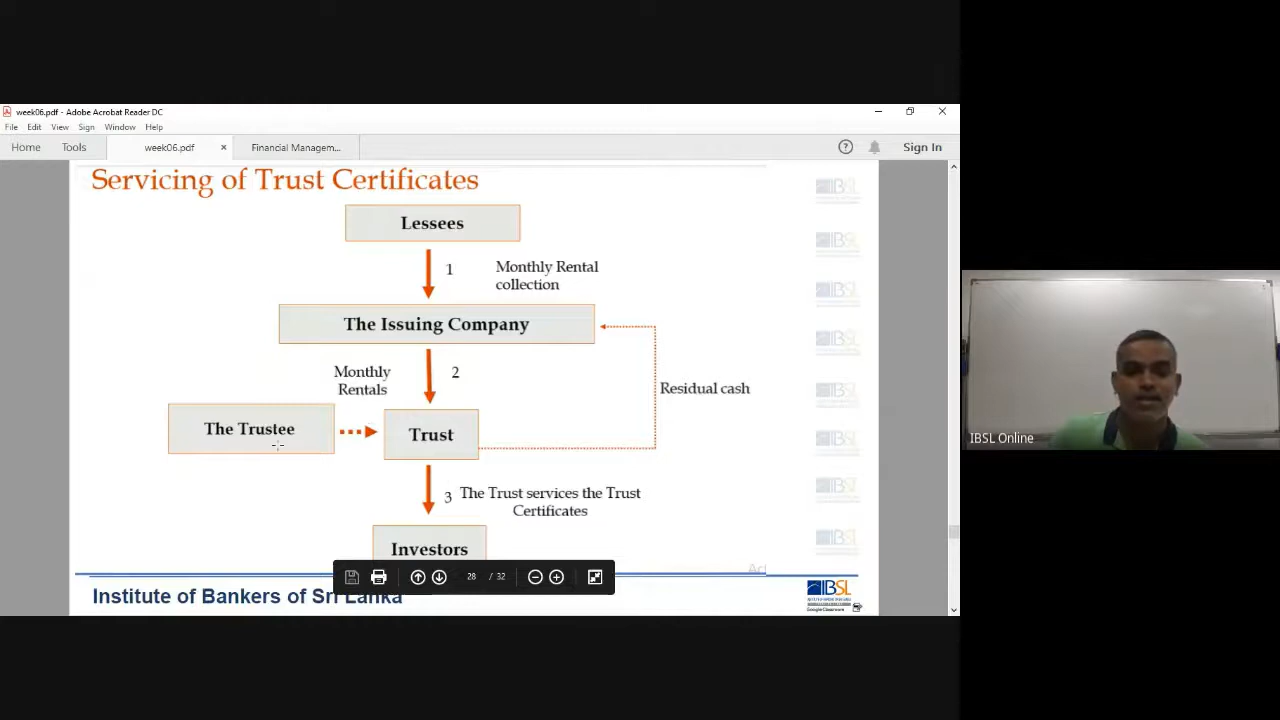 week06.pdf - Adobe Acrobat Reader DC
File Edit View Sign Window Help
Home Tools week06.pdf × Financial Managem... Sign In
Servicing of Trust Certificates
Lessees
1 Monthly Rental
collection
The Issuing Company
Monthly
Rentals
2
Residual cash
The Trustee
Trust
3 The Trust services the Trust
Certificates
Investors
28 / 32
Institute of Bankers of Sri Lanka
IBSL
Google Classroom
IBSL Online